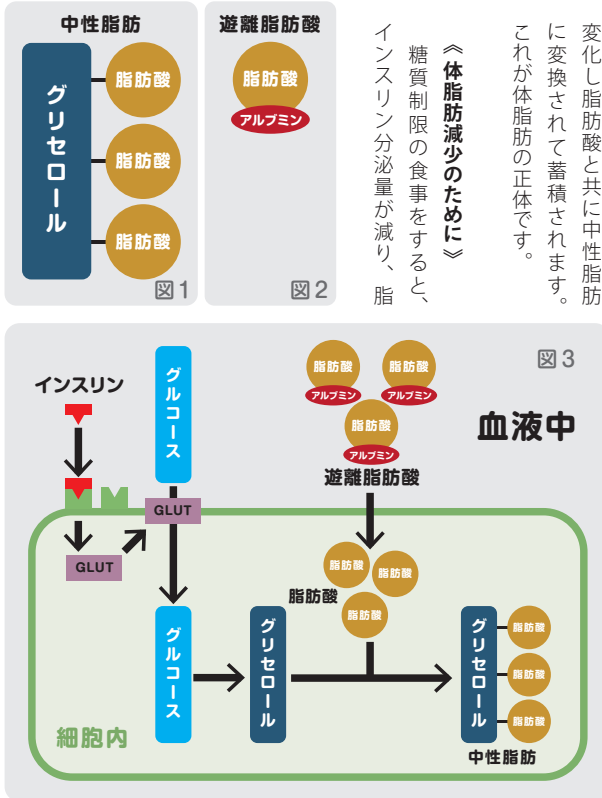 変化し脂肪酸と共に中性脂肪
に変換されて蓄積されます。
これが体脂肪の正体です。
《体脂肪減少のために》
糖質制限の食事をすると、
インスリン分泌量が減り、脂
中性脂肪
グリセロール
脂肪酸
脂肪酸
脂肪酸
図1
遊離脂肪酸
脂肪酸
アルブミン
図2
図3
血液中
インスリン
グルコース
GLUT
GLUT
脂肪酸
アルブミン
脂肪酸
アルブミン
脂肪酸
アルブミン
遊離脂肪酸
脂肪酸
脂肪酸
脂肪酸
脂肪酸
グルコース
グリセロール
グリセロール
脂肪酸
脂肪酸
脂肪酸
中性脂肪
細胞内